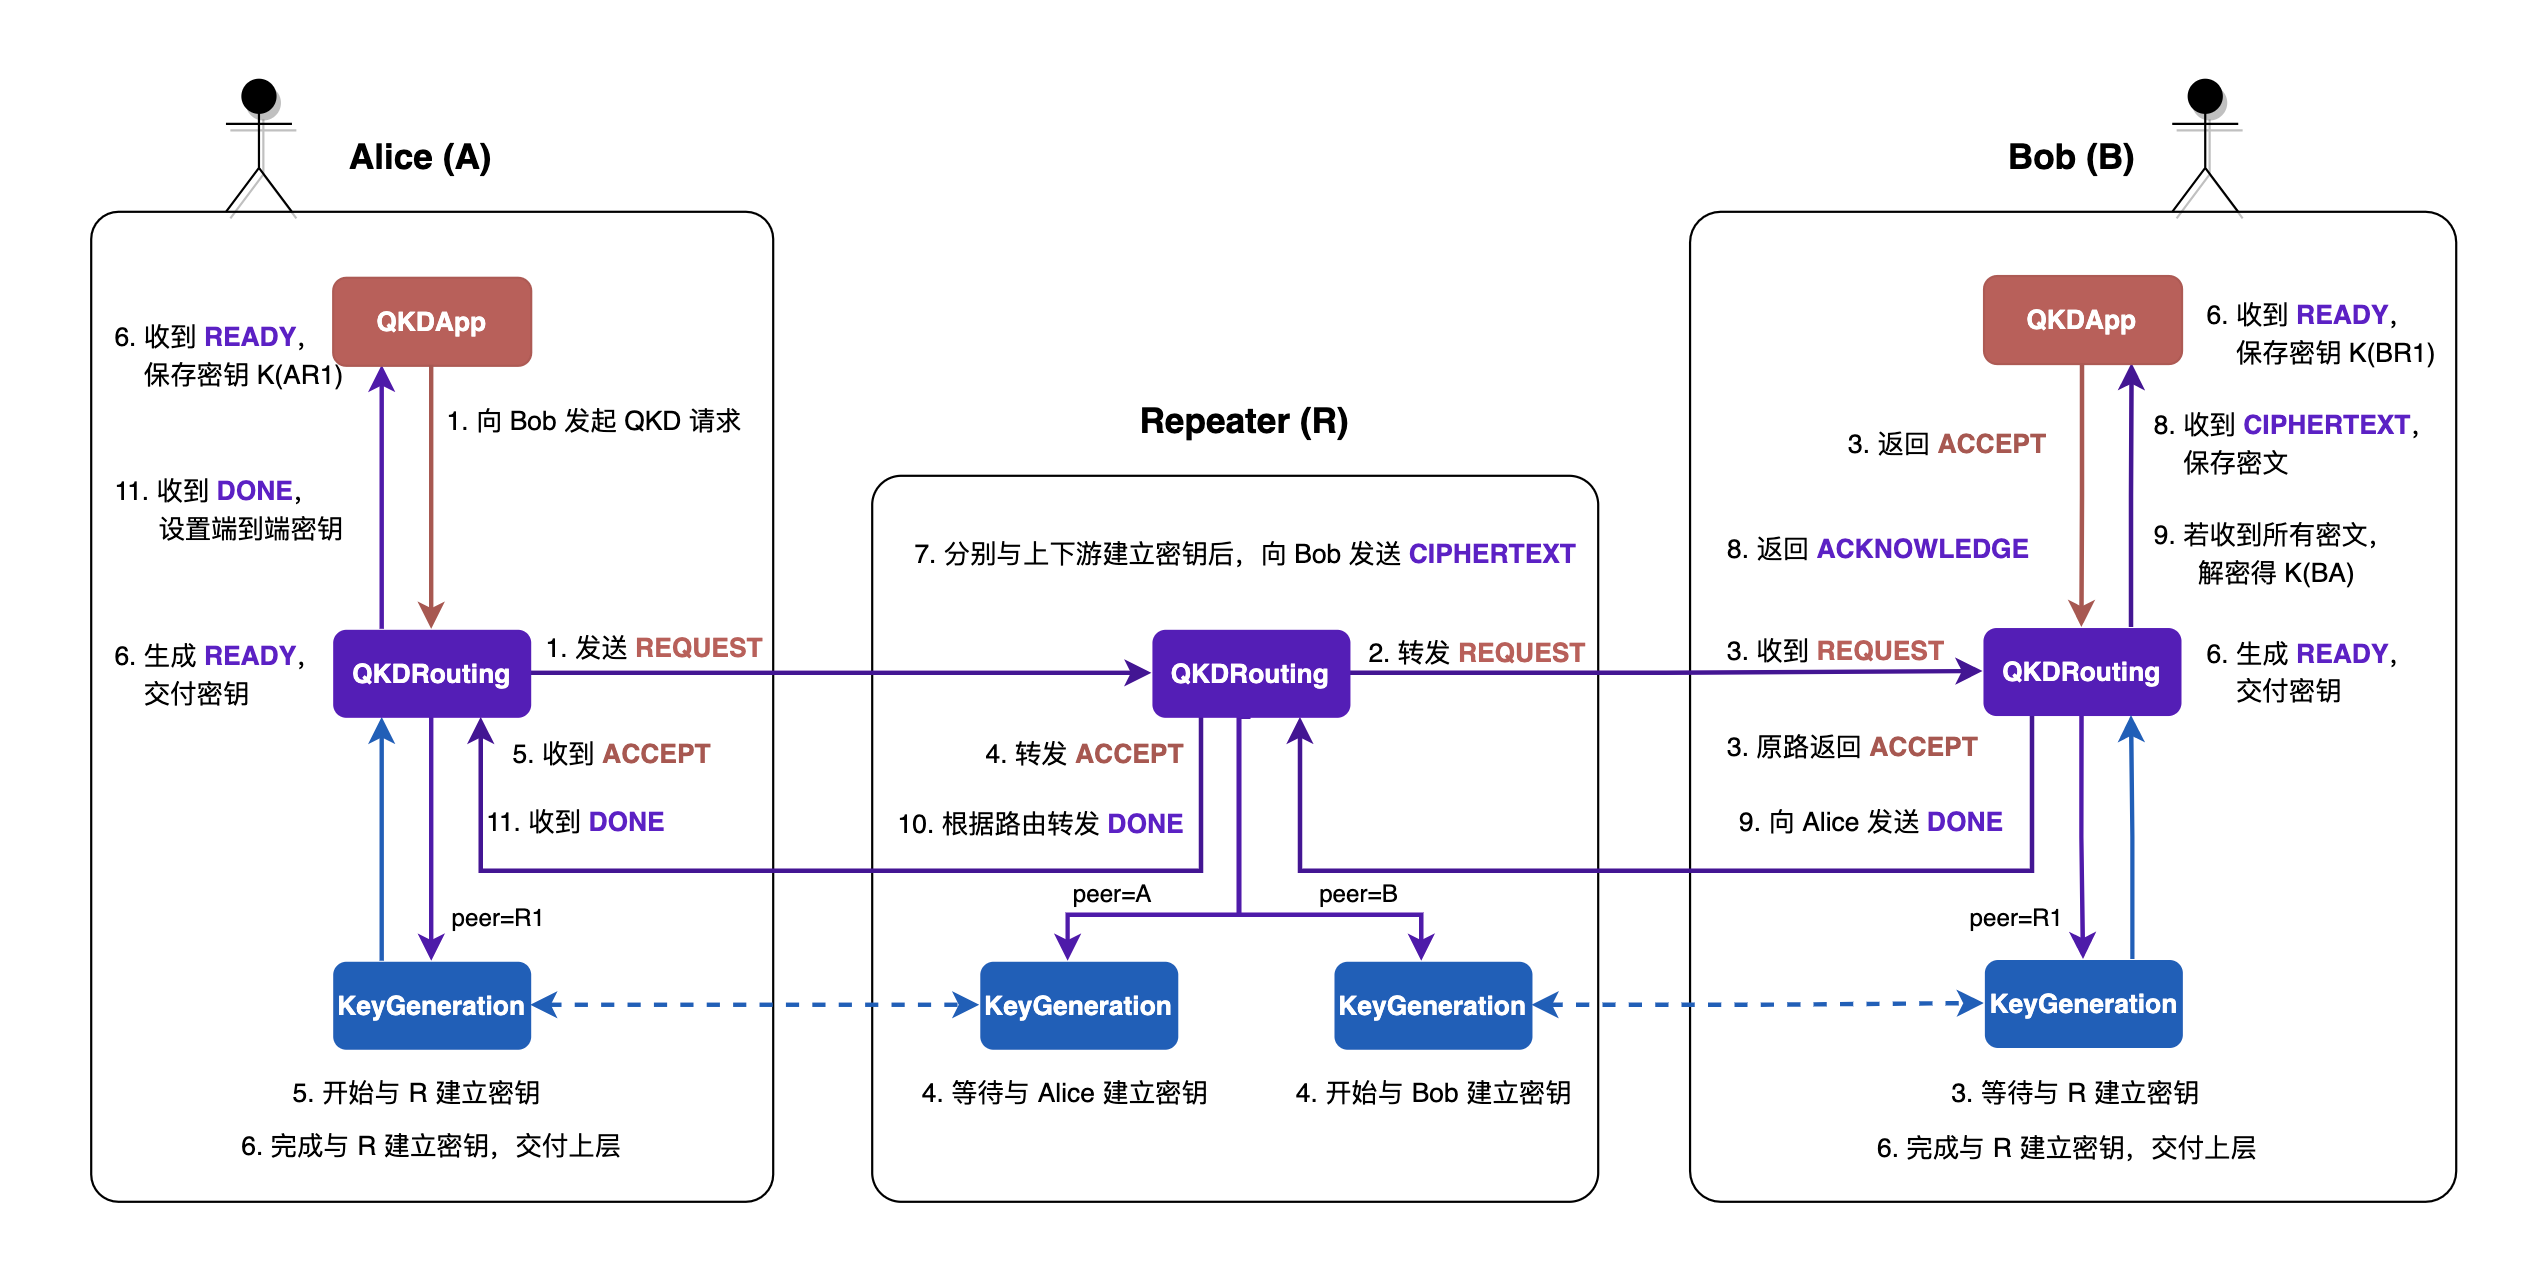 Alice (A)
Bob (B)
QKDApp
6. 收到 READY，
保存密钥 K(AR1)
1. 向 Bob 发起 QKD 请求
11. 收到 DONE，
设置端到端密钥
6. 生成 READY，
交付密钥
QKDRouting
1. 发送 REQUEST
5. 收到 ACCEPT
11. 收到 DONE
peer=R1
KeyGeneration
5. 开始与 R 建立密钥
6. 完成与 R 建立密钥，交付上层
Repeater (R)
7. 分别与上下游建立密钥后，向 Bob 发送 CIPHERTEXT
QKDRouting
2. 转发 REQUEST
4. 转发 ACCEPT
10. 根据路由转发 DONE
peer=A
peer=B
KeyGeneration
KeyGeneration
4. 等待与 Alice 建立密钥
4. 开始与 Bob 建立密钥
QKDApp
6. 收到 READY，
保存密钥 K(BR1)
3. 返回 ACCEPT
8. 收到 CIPHERTEXT，
保存密文
8. 返回 ACKNOWLEDGE
9. 若收到所有密文，
解密得 K(BA)
3. 收到 REQUEST
QKDRouting
6. 生成 READY，
交付密钥
3. 原路返回 ACCEPT
9. 向 Alice 发送 DONE
peer=R1
KeyGeneration
3. 等待与 R 建立密钥
6. 完成与 R 建立密钥，交付上层